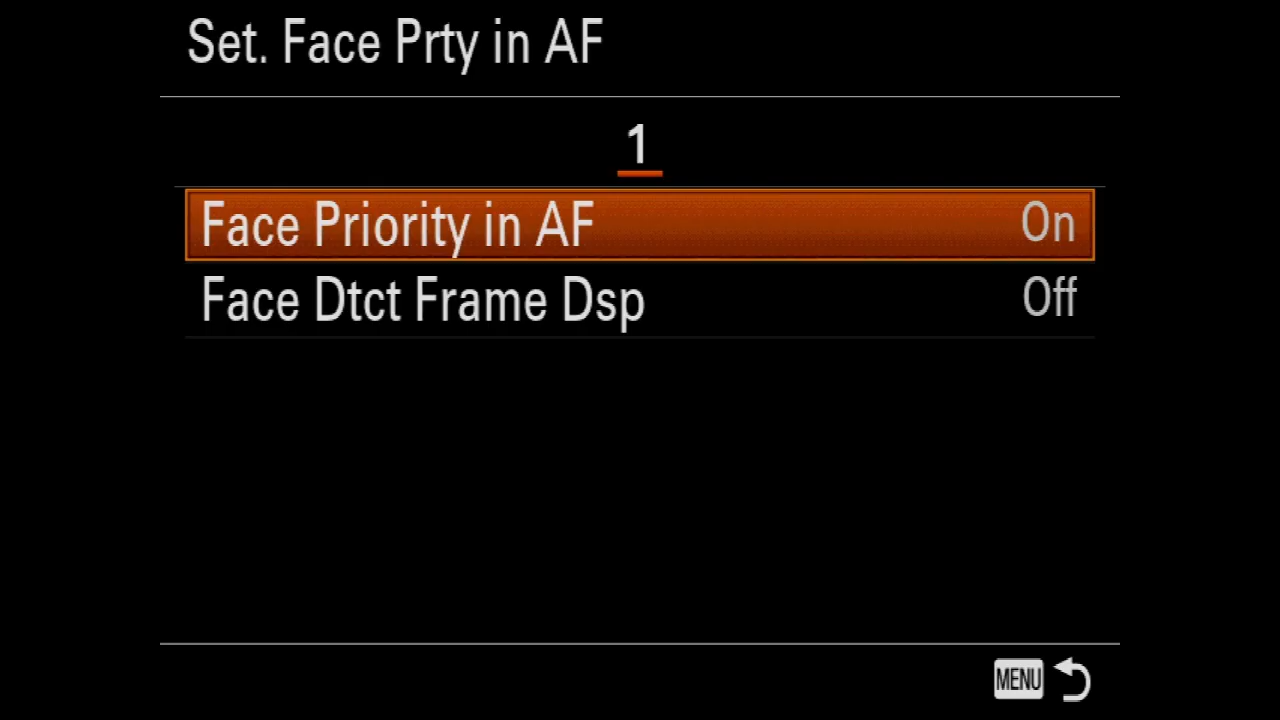 Set. Face Prty in AF
1
Face Priority in AF On
Face Dtct Frame Dsp Off
MENU